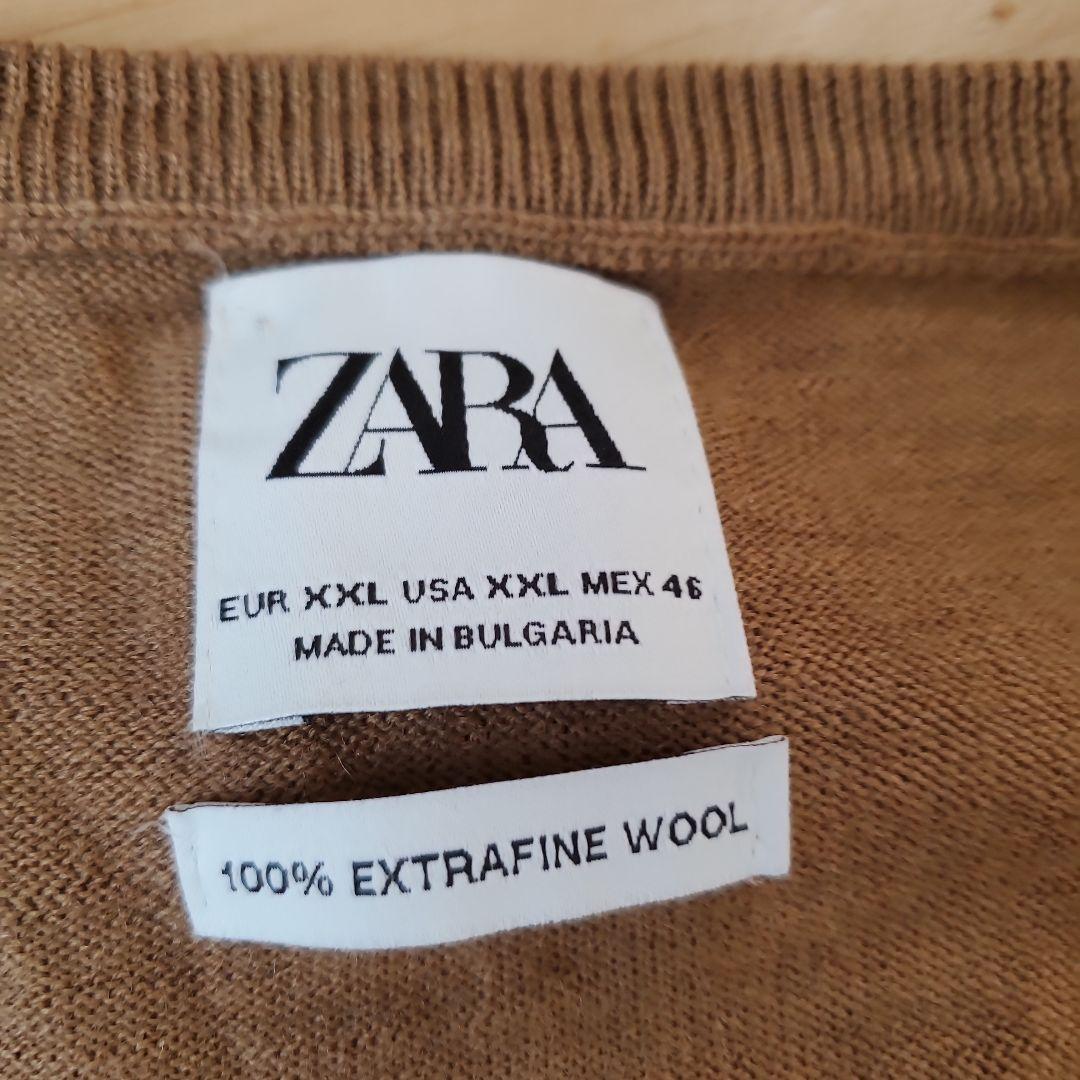 ZARA
EUR XXL USA XXL MEX 46
MADE IN BULGARIA
100% EXTRAFINE WOOL